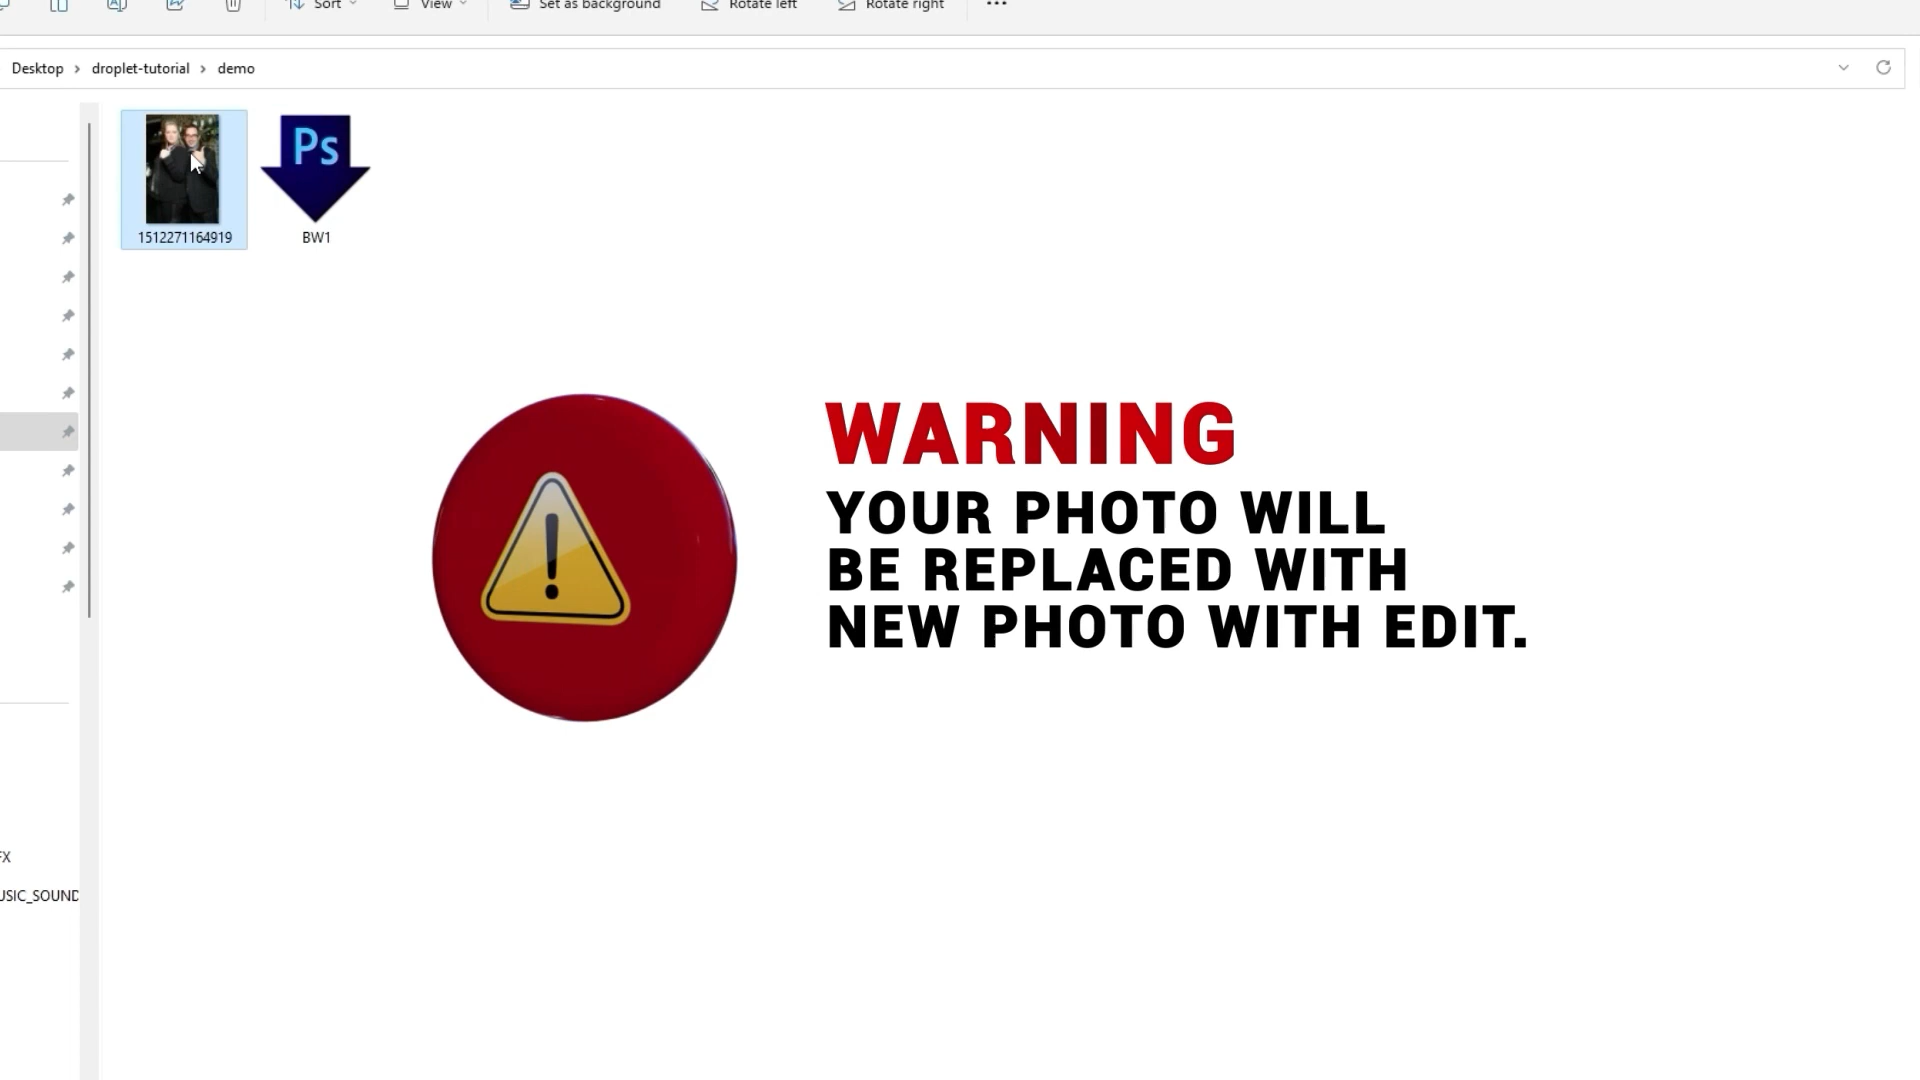 Sort
View
Set as background
Rotate left
Rotate right
Desktop > droplet-tutorial > demo
Ps
1512271164919
BW1
WARNING
YOUR PHOTO WILL
BE REPLACED WITH
NEW PHOTO WITH EDIT.
FX
USIC_SOUND